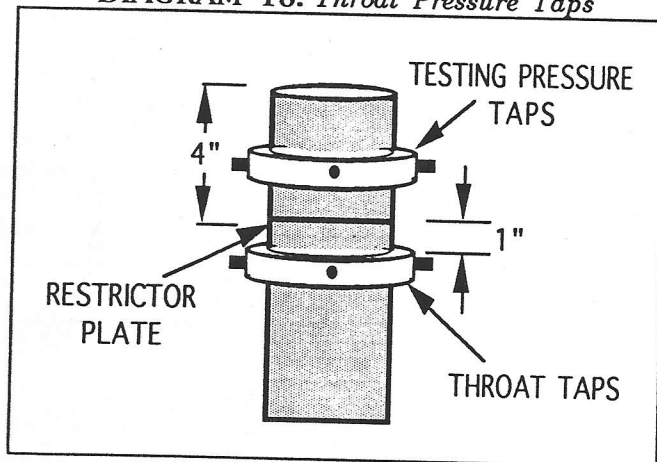 Throat Pressure Taps
TESTING PRESSURE
TAPS
4"
1"
RESTRICTOR
PLATE
THROAT TAPS